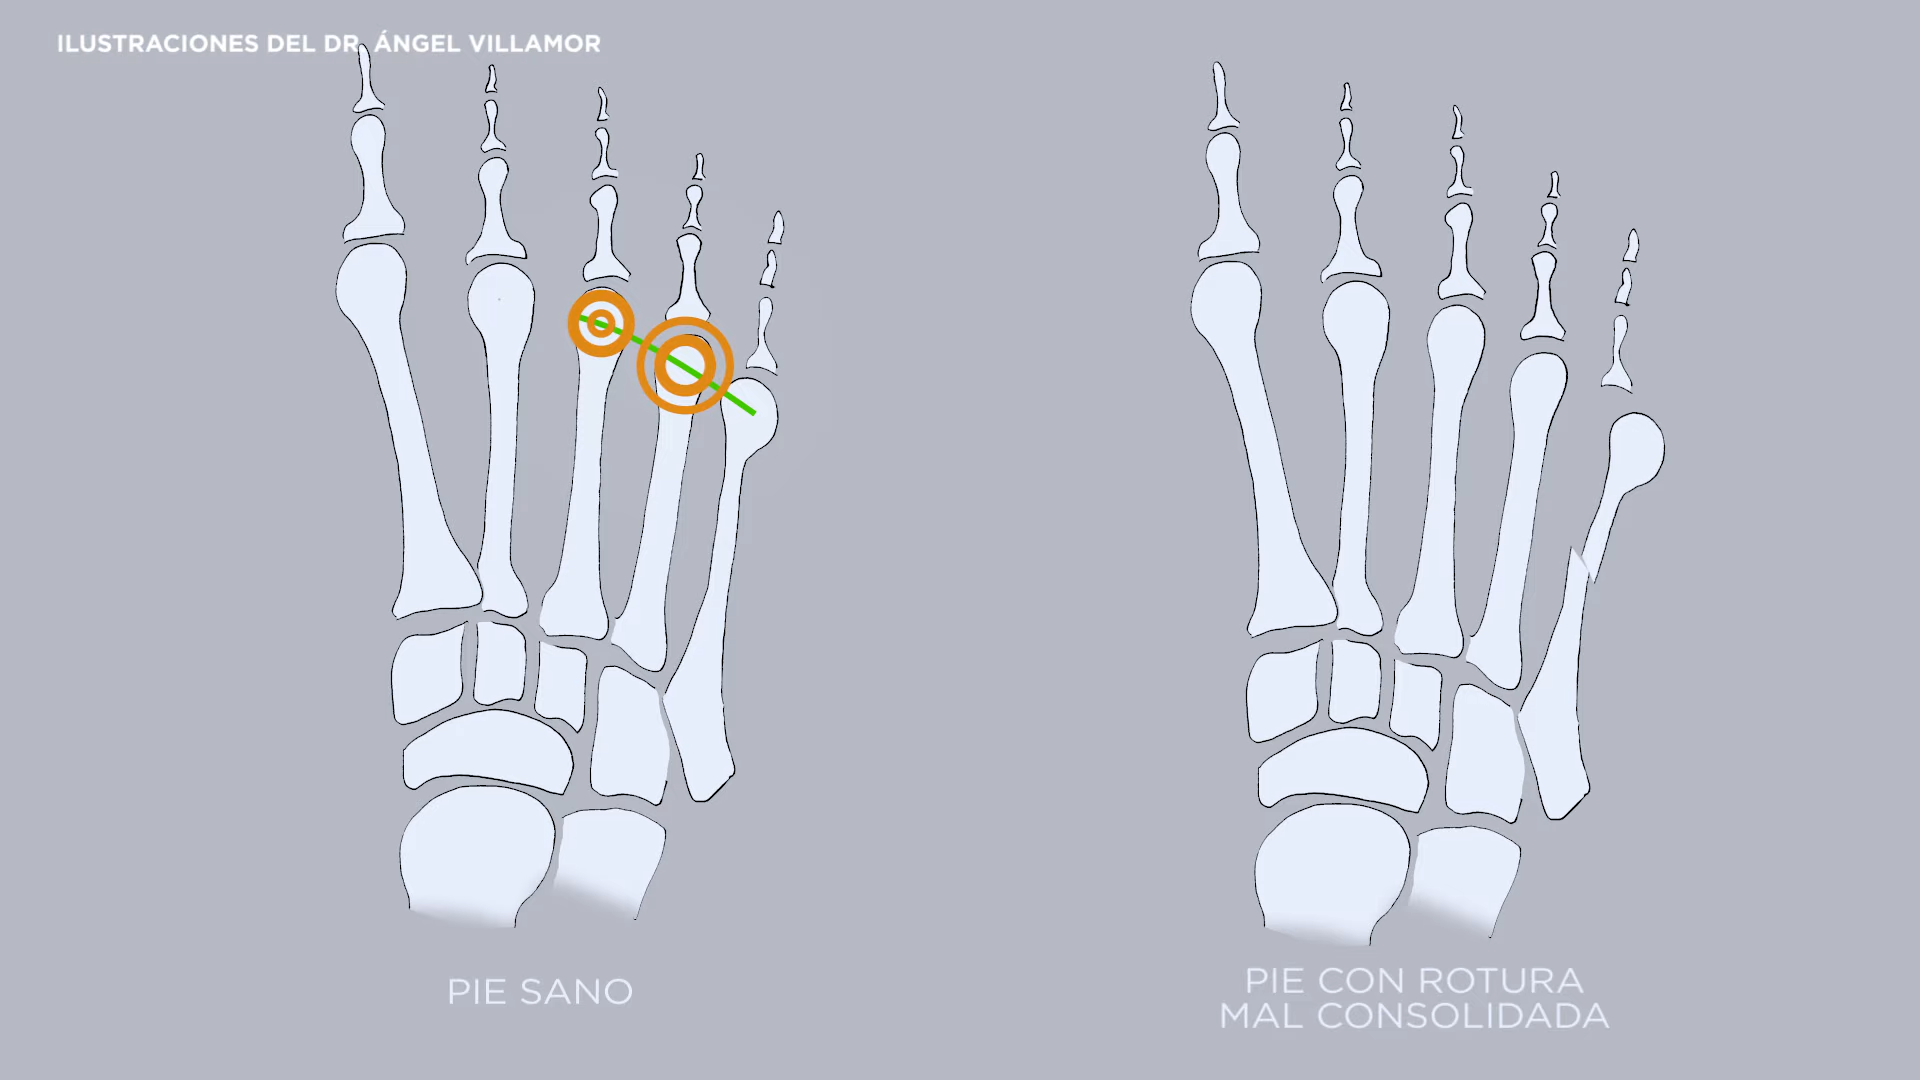 ILUSTRACIONES DEL DR. ÁNGEL VILLAMOR
PIE SANO
PIE CON ROTURA
MAL CONSOLIDADA